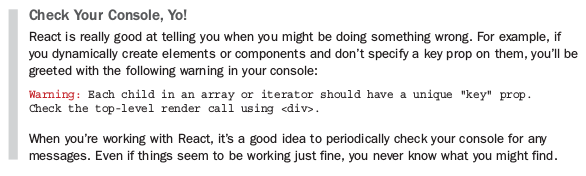 Check Your Console, Yo!
React is really good at telling you when you might be doing something wrong. For example, if
you dynamically create elements or components and don't specify a key prop on them, you'll be
greeted with the following warning in your console:
Warning: Each child in an array or iterator should have a unique "key" prop.
Check the top-level render call using <div>.
When you're working with React, it's a good idea to periodically check your console for any
messages. Even if things seem to be working just fine, you never know what you might find.